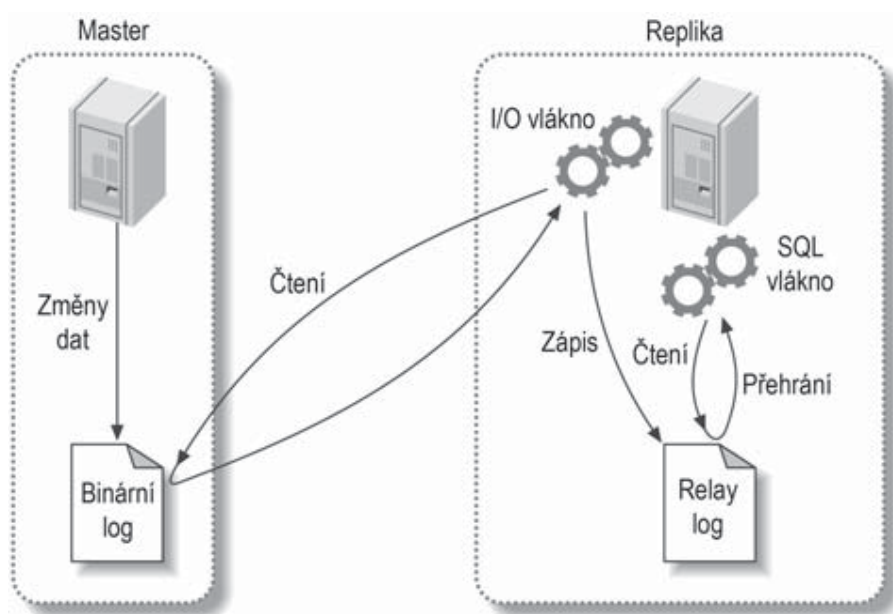 Master
Replika
I/O vlákno
SQL
vlákno
Čtení
Změny
dat
Zápis
Čtení
Přehrání
Binární
log
Relay
log